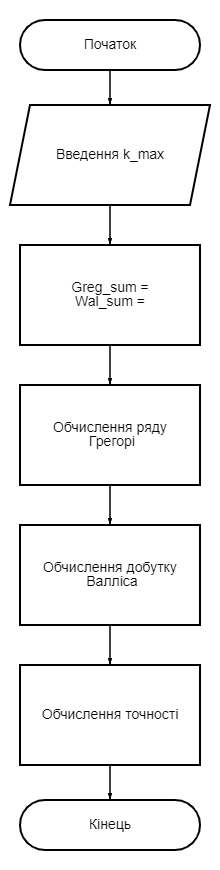 Початок
Введення k_max
Greg_sum =
Wal_sum =
Обчислення ряду
Грегорі
Обчислення добутку
Валліса
Обчислення точності
Кінець